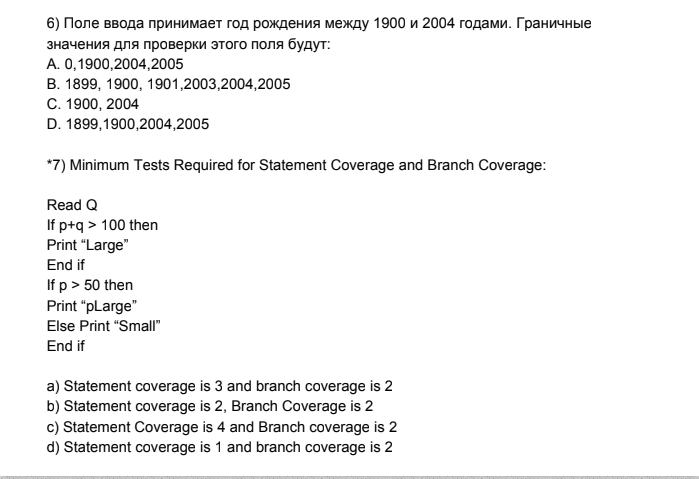 6) Поле ввода принимает год рождения между 1900 и 2004 годами. Граничные
значения для проверки этого поля будут:
A. 0,1900,2004,2005
B. 1899, 1900, 1901,2003,2004,2005
C. 1900, 2004
D. 1899,1900,2004,2005
*7) Minimum Tests Required for Statement Coverage and Branch Coverage:
Read Q
If p+q > 100 then
Print “Large”
End if
If p > 50 then
Print “pLarge”
Else Print “Small”
End if
a) Statement coverage is 3 and branch coverage is 2
b) Statement coverage is 2, Branch Coverage is 2
c) Statement Coverage is 4 and Branch coverage is 2
d) Statement coverage is 1 and branch coverage is 2